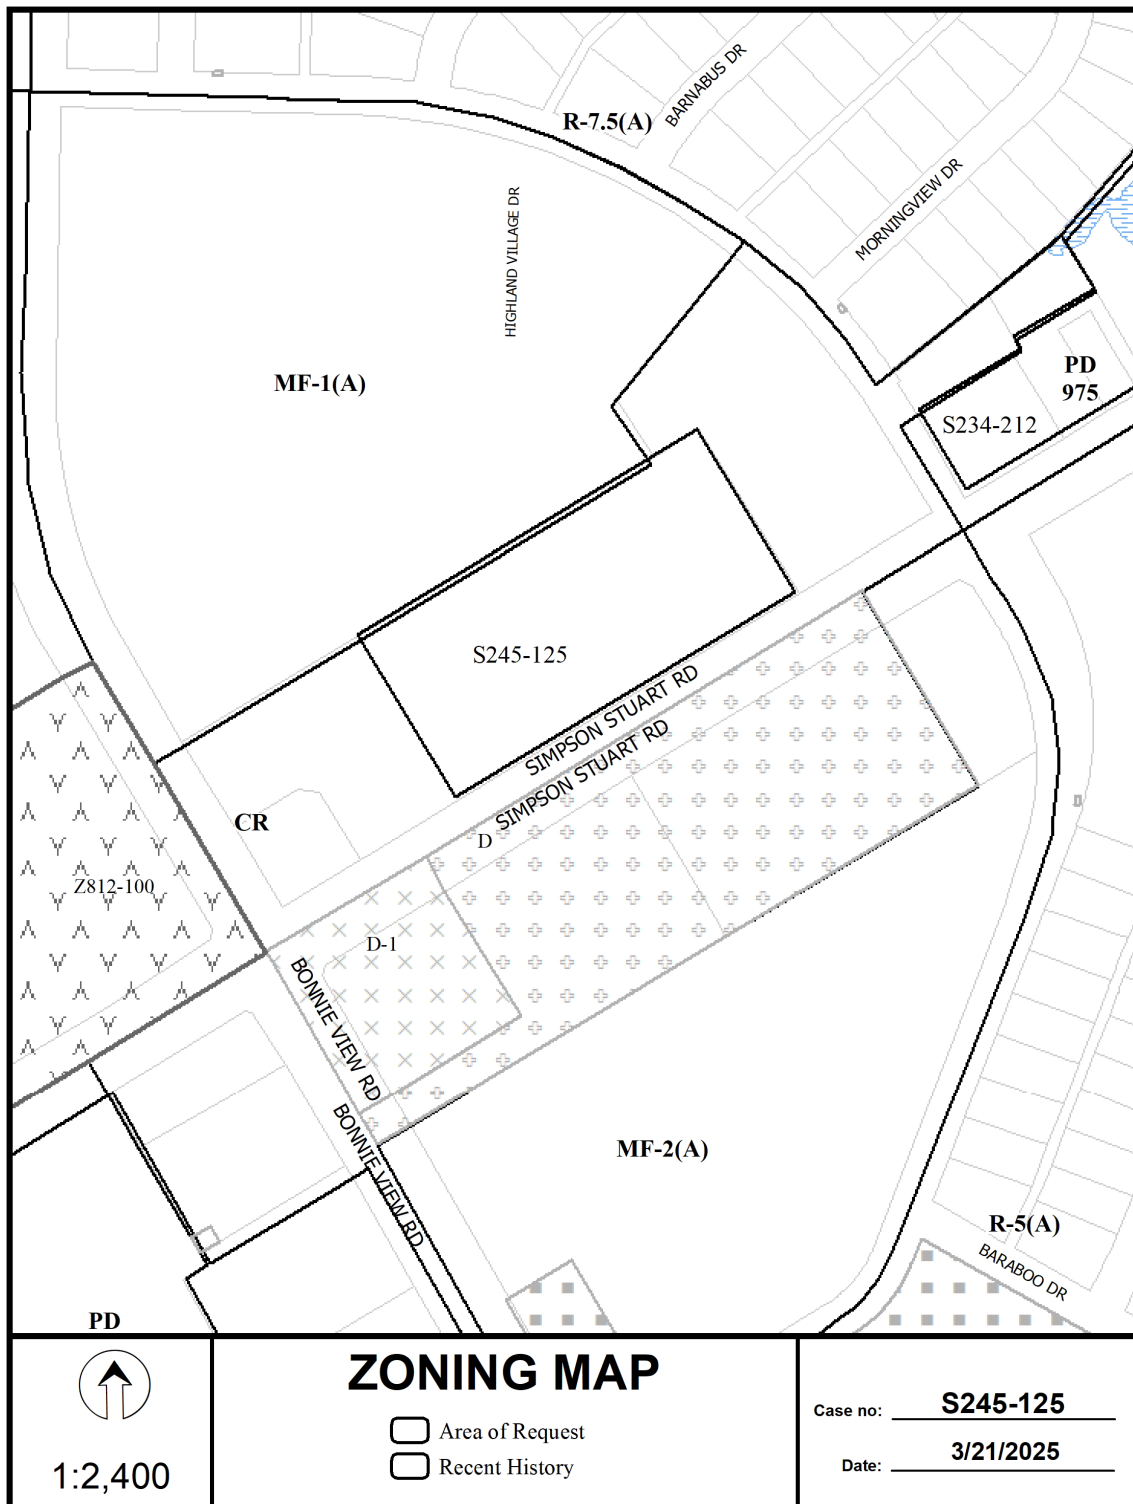 BARNABUS DR
R-7.5(A)
MORNINGVIEW DR
HIGHLAND VILLAGE DR
MF-1(A)
PD
975
S234-212
S245-125
SIMPSON STUART RD
SIMPSON STUART RD
CR
D
Z812-100
D-1
BONNIE VIEW RD
BONNIE VIEW RD
MF-2(A)
R-5(A)
BARABOO DR
PD
ZONING MAP
Area of Request
Recent History
1:2,400
Case no: S245-125
Date: 3/21/2025